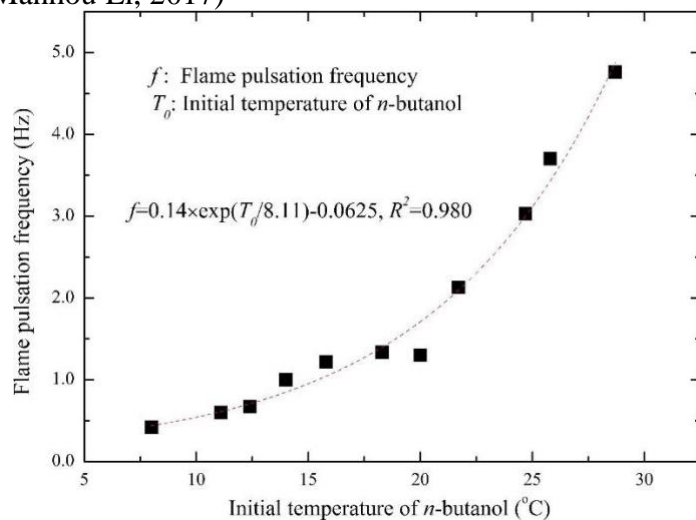 Li, 2017)
f: Flame pulsation frequency
T₀: Initial temperature of n-butanol
f=0.14×exp(T₀/8.11)-0.0625, R²=0.980
Flame pulsation frequency (Hz)
5.0
4.0
3.0
2.0
1.0
0.0
5 10 15 20 25 30
Initial temperature of n-butanol (°C)